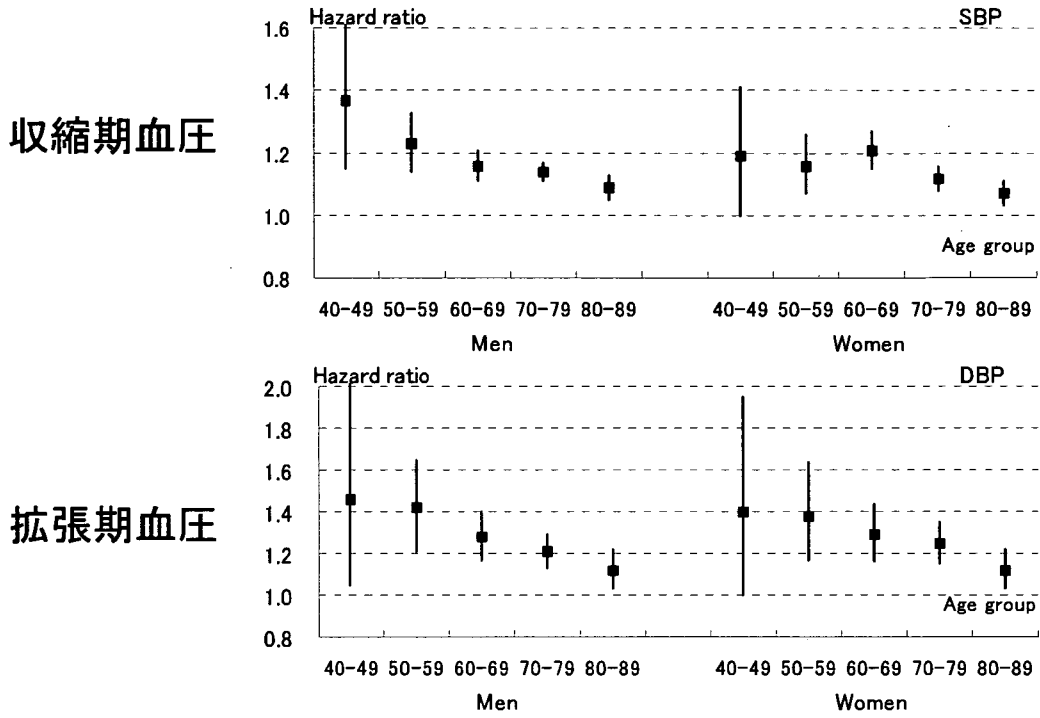 収縮期血圧
Hazard ratio
SBP
1.6
1.4
1.2
1.0
0.8
Age group
40-49 50-59 60-69 70-79 80-89 40-49 50-59 60-69 70-79 80-89
Men Women
拡張期血圧
Hazard ratio
DBP
2.0
1.8
1.6
1.4
1.2
1.0
0.8
Age group
40-49 50-59 60-69 70-79 80-89 40-49 50-59 60-69 70-79 80-89
Men Women